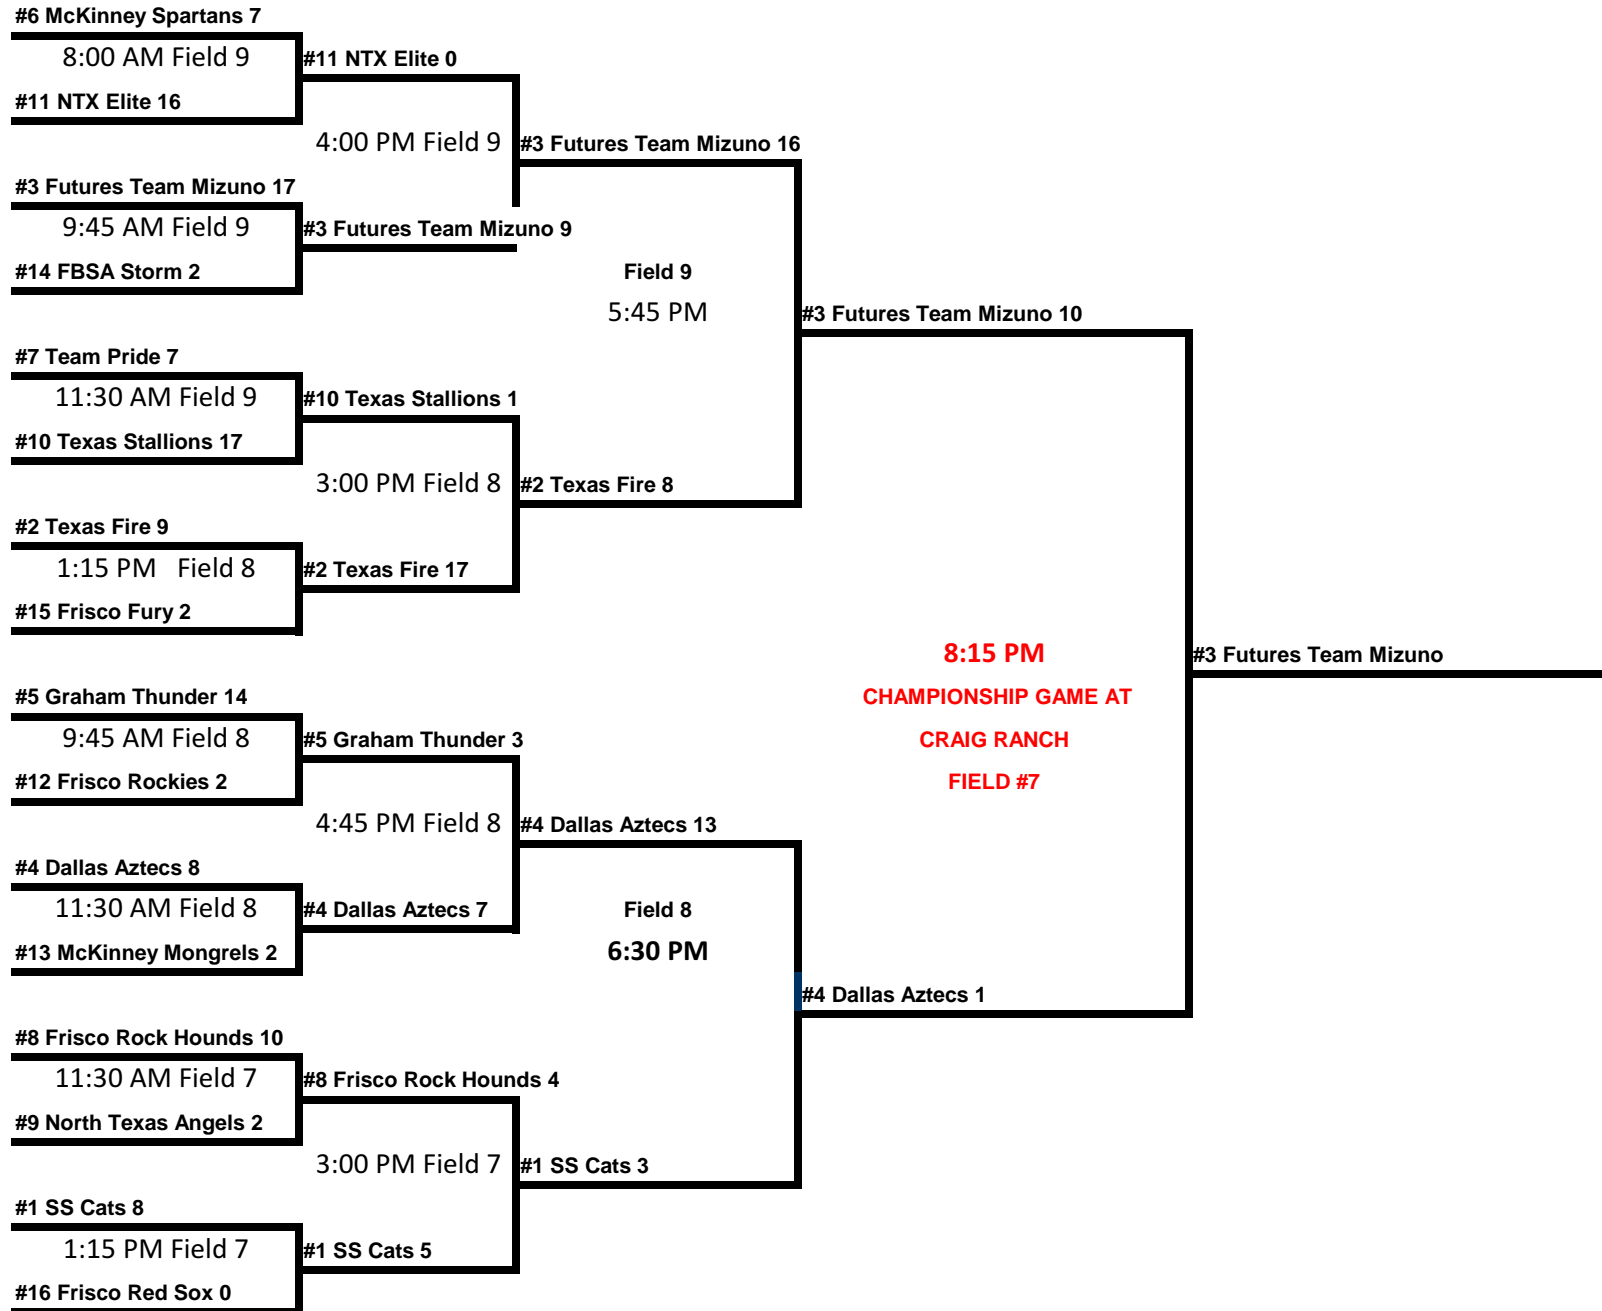 #6 McKinney Spartans 7
8:00 AM Field 9
#11 NTX Elite 0
#11 NTX Elite 16
4:00 PM Field 9
#3 Futures Team Mizuno 16
#3 Futures Team Mizuno 17
9:45 AM Field 9
#3 Futures Team Mizuno 9
#14 FBSA Storm 2
Field 9
5:45 PM
#3 Futures Team Mizuno 10
#7 Team Pride 7
11:30 AM Field 9
#10 Texas Stallions 1
#10 Texas Stallions 17
3:00 PM Field 8
#2 Texas Fire 8
#2 Texas Fire 9
1:15 PM Field 8
#2 Texas Fire 17
#15 Frisco Fury 2
8:15 PM
#3 Futures Team Mizuno
#5 Graham Thunder 14
CHAMPIONSHIP GAME AT
9:45 AM Field 8
#5 Graham Thunder 3
CRAIG RANCH
#12 Frisco Rockies 2
FIELD #7
4:45 PM Field 8
#4 Dallas Aztecs 13
#4 Dallas Aztecs 8
11:30 AM Field 8
#4 Dallas Aztecs 7
Field 8
#13 McKinney Mongrels 2
6:30 PM
#4 Dallas Aztecs 1
#8 Frisco Rock Hounds 10
11:30 AM Field 7
#8 Frisco Rock Hounds 4
#9 North Texas Angels 2
3:00 PM Field 7
#1 SS Cats 3
#1 SS Cats 8
1:15 PM Field 7
#1 SS Cats 5
#16 Frisco Red Sox 0